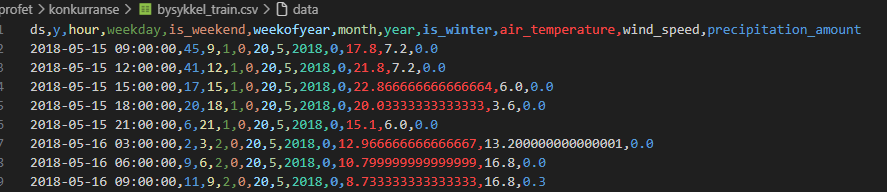 profet > konkurranse > bysykkel_train.csv > data
1 ds,y,hour,weekday,is_weekend,weekofyear,month,year,is_winter,air_temperature,wind_speed,precipitation_amount
2 2018-05-15 09:00:00,45,9,1,0,20,5,2018,0,17.8,7.2,0.0
3 2018-05-15 12:00:00,41,12,1,0,20,5,2018,0,21.8,7.2,0.0
4 2018-05-15 15:00:00,17,15,1,0,20,5,2018,0,22.866666666666664,6.0,0.0
5 2018-05-15 18:00:00,20,18,1,0,20,5,2018,0,20.03333333333333,3.6,0.0
6 2018-05-15 21:00:00,6,21,1,0,20,5,2018,0,15.1,6.0,0.0
7 2018-05-16 03:00:00,2,3,2,0,20,5,2018,0,12.966666666666667,13.200000000000001,0.0
8 2018-05-16 06:00:00,9,6,2,0,20,5,2018,0,10.799999999999999,16.8,0.0
9 2018-05-16 09:00:00,11,9,2,0,20,5,2018,0,8.733333333333333,16.8,0.3